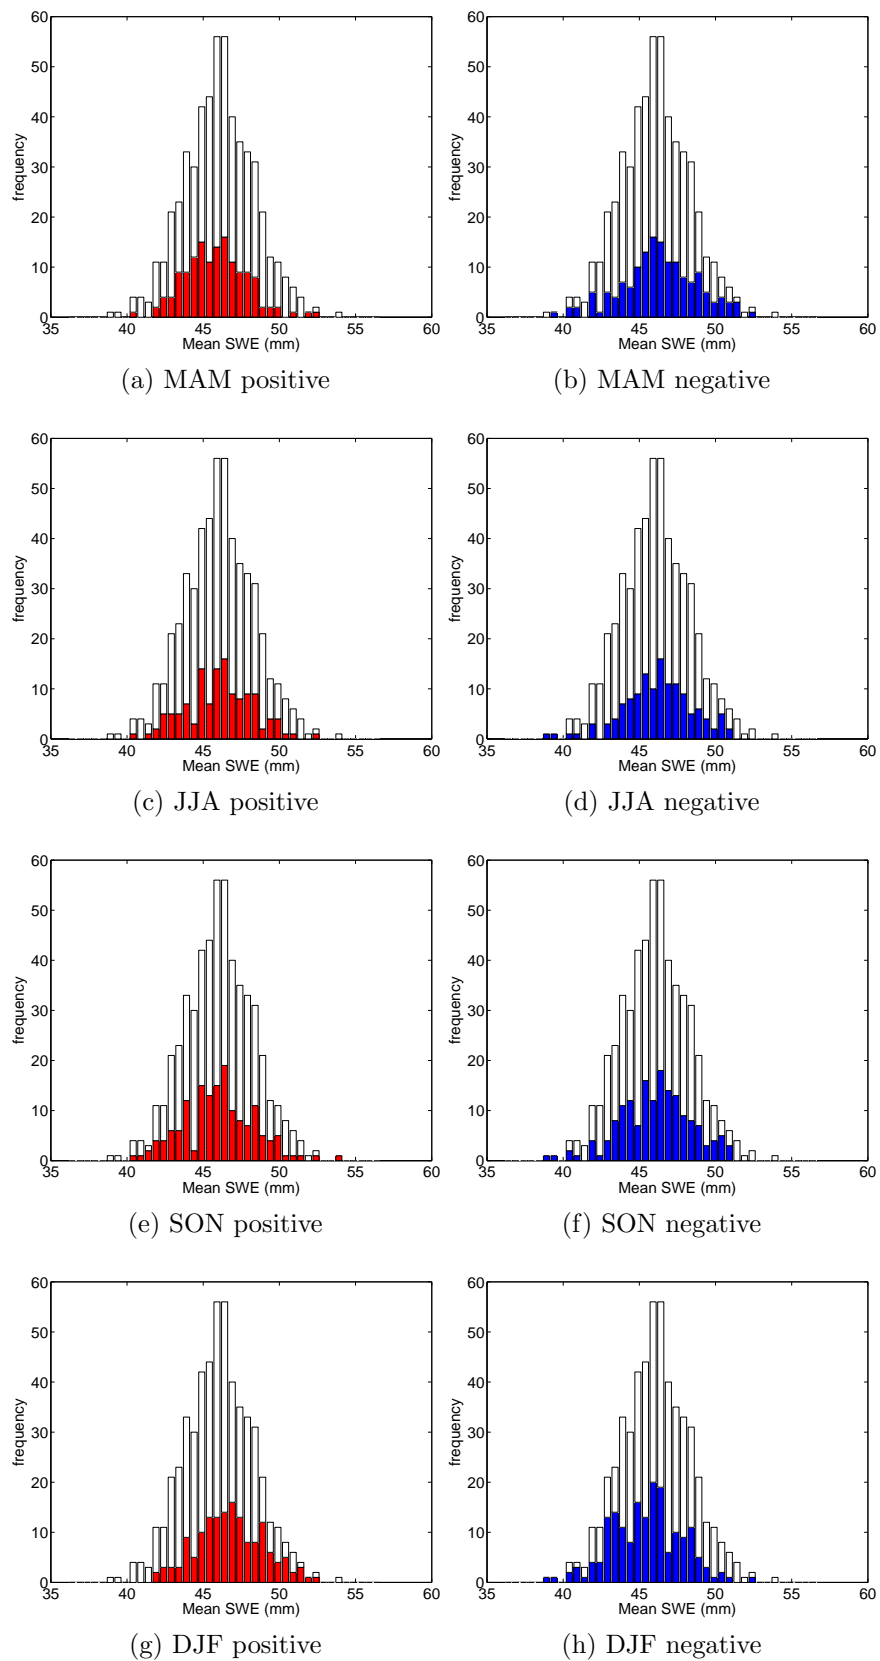 60
50
40
30
20
10
0
frequency
35 40 45 50 55 60
Mean SWE (mm)
(a) MAM positive
60
50
40
30
20
10
0
frequency
35 40 45 50 55 60
Mean SWE (mm)
(b) MAM negative
60
50
40
30
20
10
0
frequency
35 40 45 50 55 60
Mean SWE (mm)
(c) JJA positive
60
50
40
30
20
10
0
frequency
35 40 45 50 55 60
Mean SWE (mm)
(d) JJA negative
60
50
40
30
20
10
0
frequency
35 40 45 50 55 60
Mean SWE (mm)
(e) SON positive
60
50
40
30
20
10
0
frequency
35 40 45 50 55 60
Mean SWE (mm)
(f) SON negative
60
50
40
30
20
10
0
frequency
35 40 45 50 55 60
Mean SWE (mm)
(g) DJF positive
60
50
40
30
20
10
0
frequency
35 40 45 50 55 60
Mean SWE (mm)
(h) DJF negative